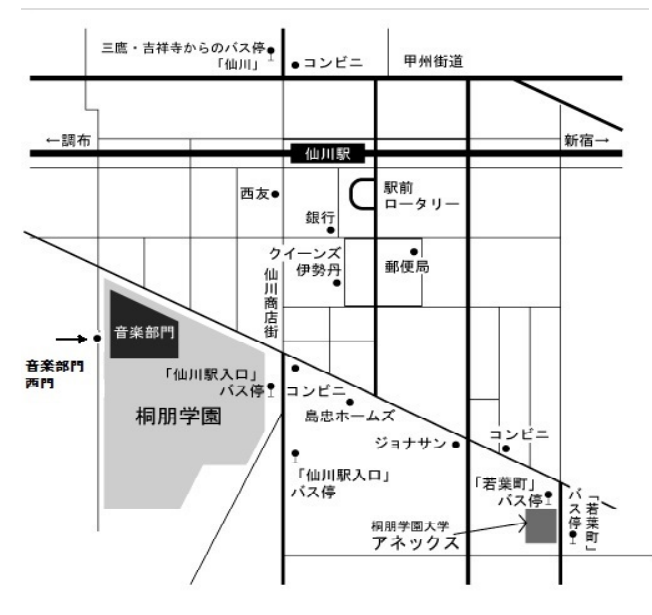 三鷹・吉祥寺からのバス停
「仙川」
コンビニ
甲州街道
←調布
新宿→
仙川駅
西友
駅前
ロータリー
銀行
クイーンズ
伊勢丹
郵便局
仙川商店街
音楽部門
音楽部門
西門
「仙川駅入口」
バス停
コンビニ
桐朋学園
島忠ホームズ
ジョナサン
コンビニ
「仙川駅入口」
バス停
「若葉町」
バス停
「若葉町」
バス停
桐朋学園大学
アネックス